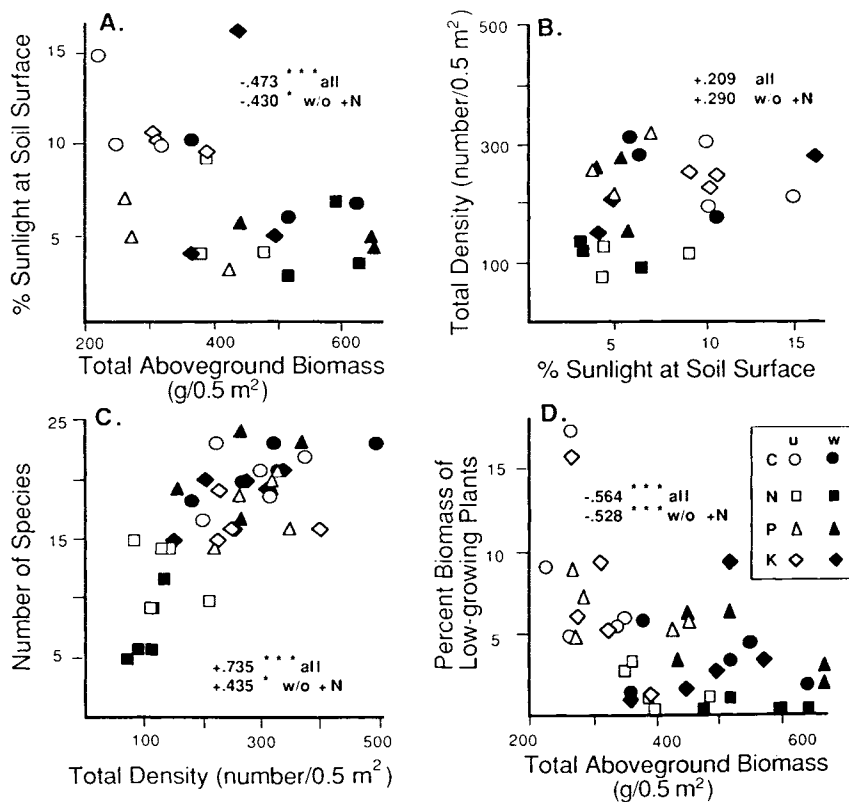 A.
% Sunlight at Soil Surface
15
10
5
-.473 *** all
-.430 * w/o +N
200 400 600
Total Aboveground Biomass
(g/0.5 m²)
B.
Total Density (number/0.5 m²)
500
300
100
+.209 all
+.290 w/o +N
5 10 15
% Sunlight at Soil Surface
C.
Number of Species
25
15
5
+.735 *** all
+.435 * w/o +N
100 300 500
Total Density (number/0.5 m²)
D.
Percent Biomass of
Low-growing Plants
15
10
5
-.564 *** all
-.528 *** w/o +N
u w
C
N
P
K
200 400 600
Total Aboveground Biomass
(g/0.5 m²)